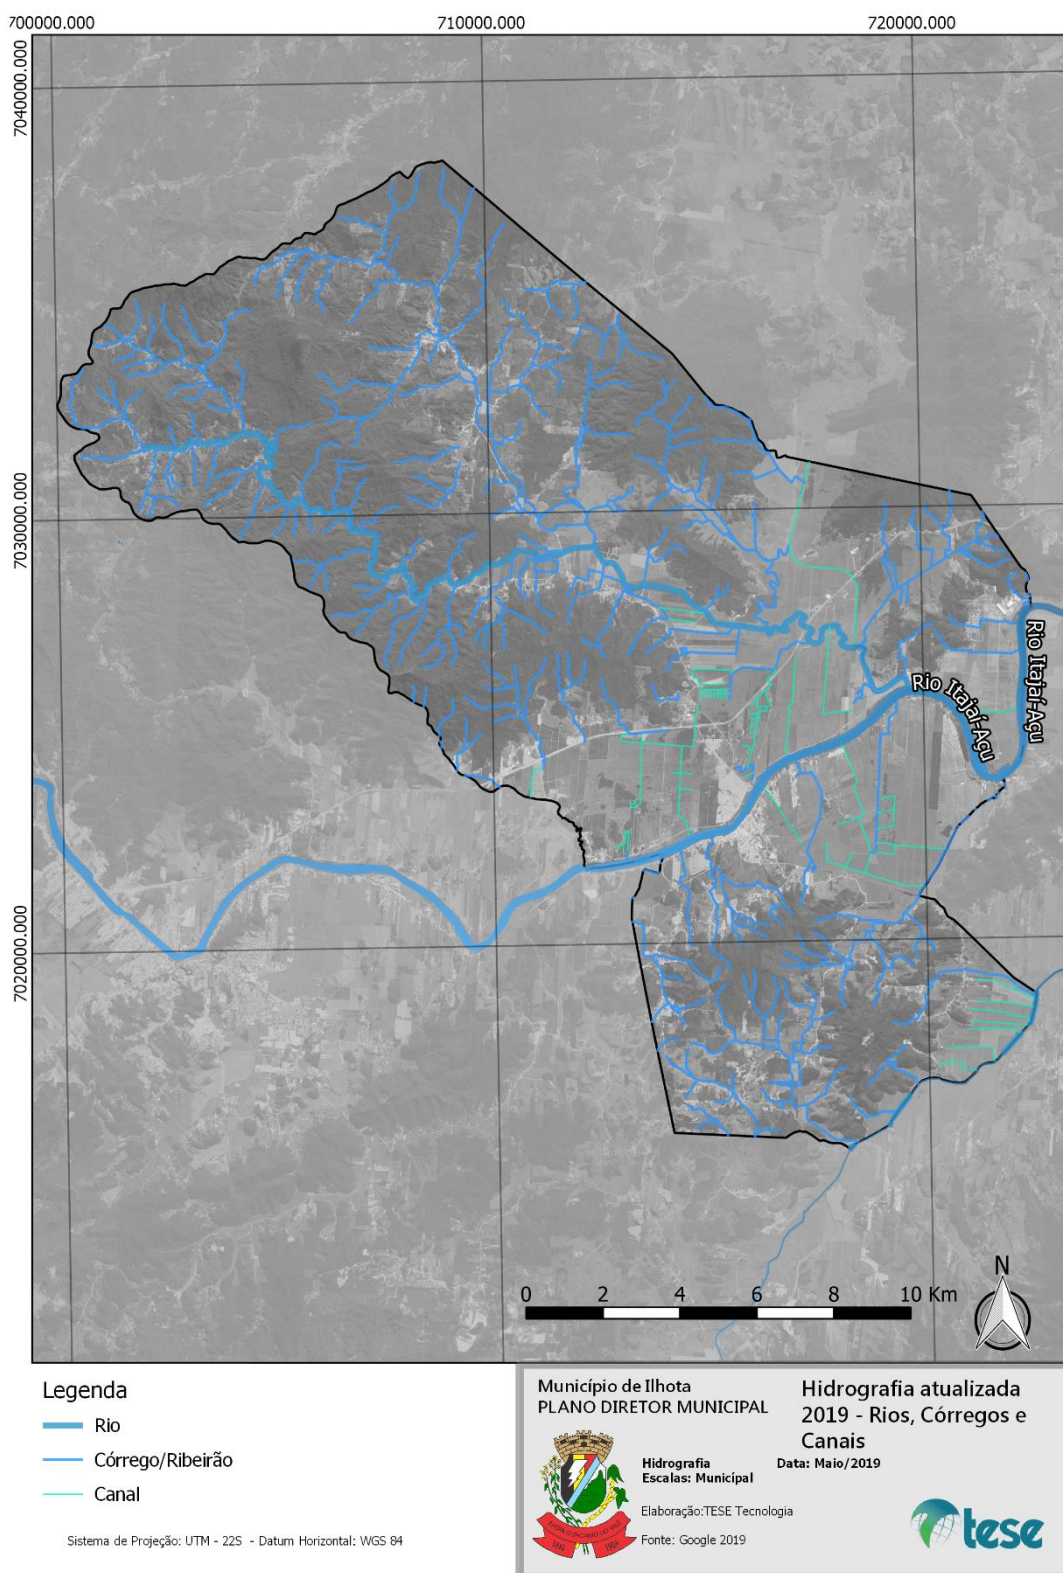 700000.000
710000.000
720000.000
7040000.000
7030000.000
7020000.000
Rio Itajaí-Açu
Rio Itajaí-Açu
N
0 2 4 6 8 10 Km
Legenda
Rio
Córrego/Ribeirão
Canal
Sistema de Projeção: UTM - 22S - Datum Horizontal: WGS 84
Município de Ilhota
PLANO DIRETOR MUNICIPAL
Hidrografia atualizada
2019 - Rios, Córregos e
Canais
Hidrografia
Escalas: Municipal
Data: Maio/2019
Elaboração:TESE Tecnologia
Fonte: Google 2019
tese